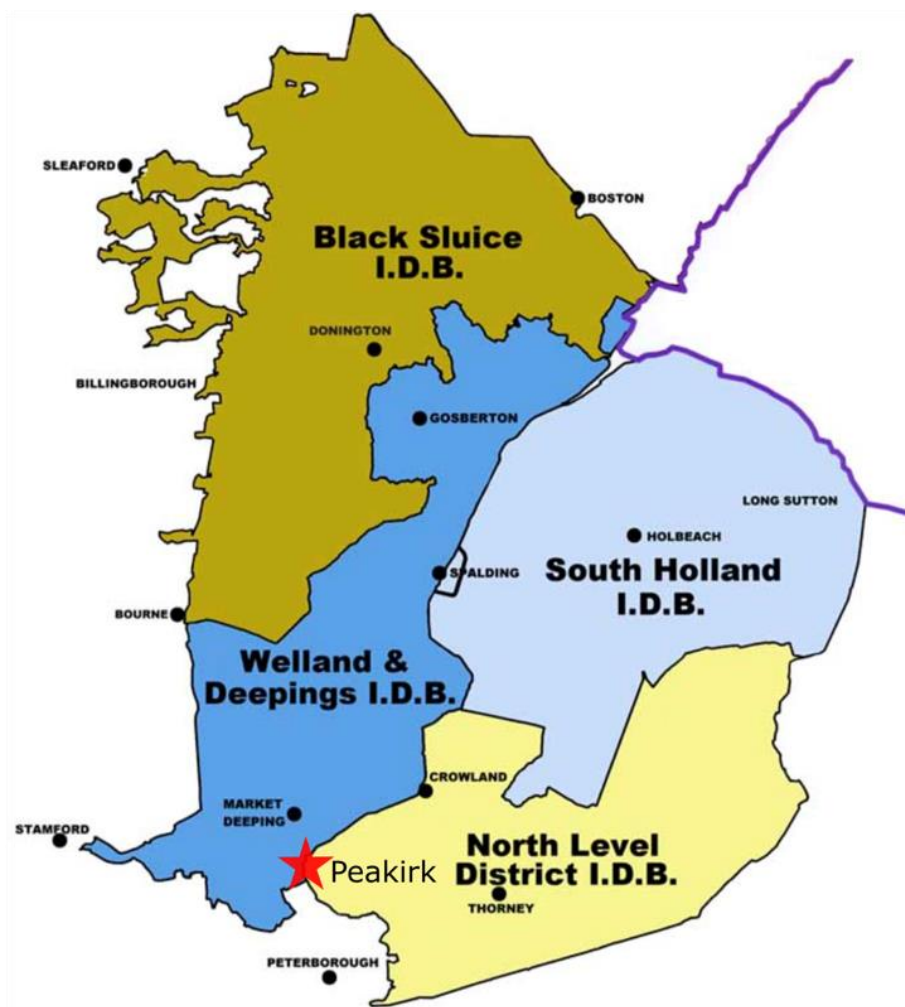 SLEAFORD
BOSTON
Black Sluice
I.D.B.
DONINGTON
BILLINGBOROUGH
GOSBERTON
LONG SUTTON
HOLBEACH
SPALDING
South Holland
I.D.B.
BOURNE
Welland &
Deepings I.D.B.
CROWLAND
MARKET
DEEPING
STAMFORD
North Level
District I.D.B.
Peakirk
THORNEY
PETERBOROUGH